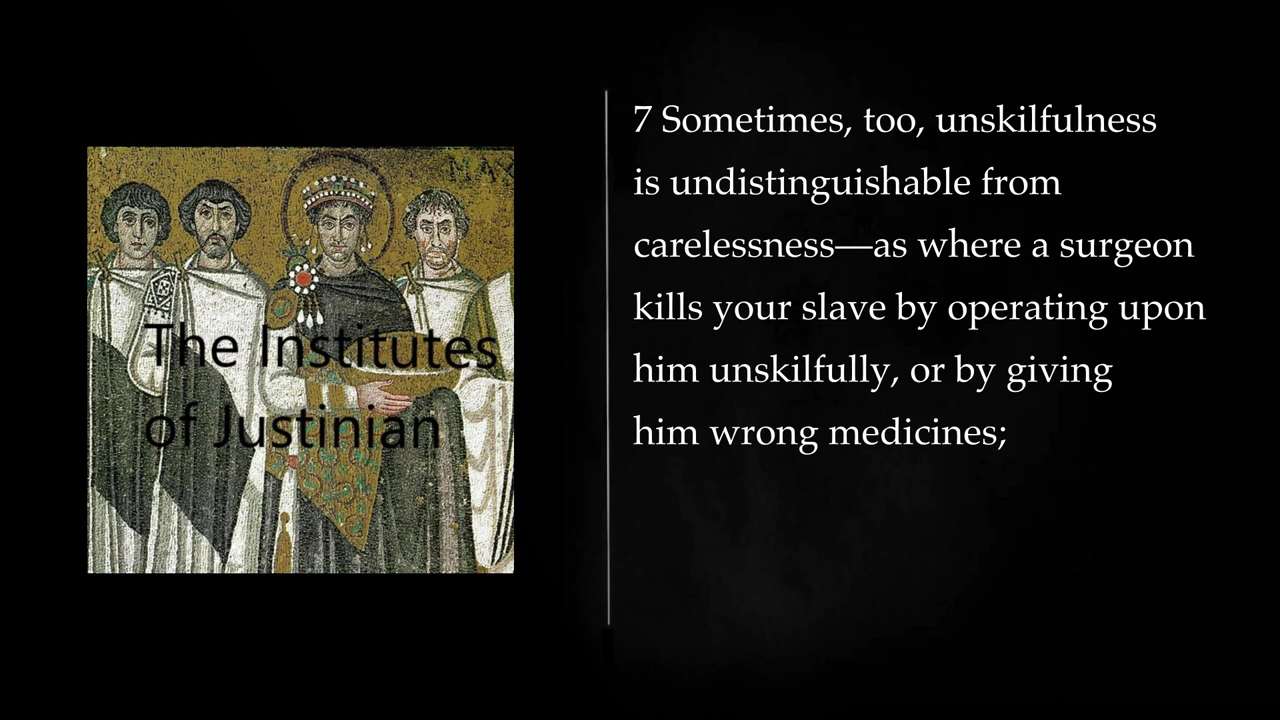 The Institutes
of Justinian
7 Sometimes, too, unskilfulness
is undistinguishable from
carelessness—as where a surgeon
kills your slave by operating upon
him unskilfully, or by giving
him wrong medicines;